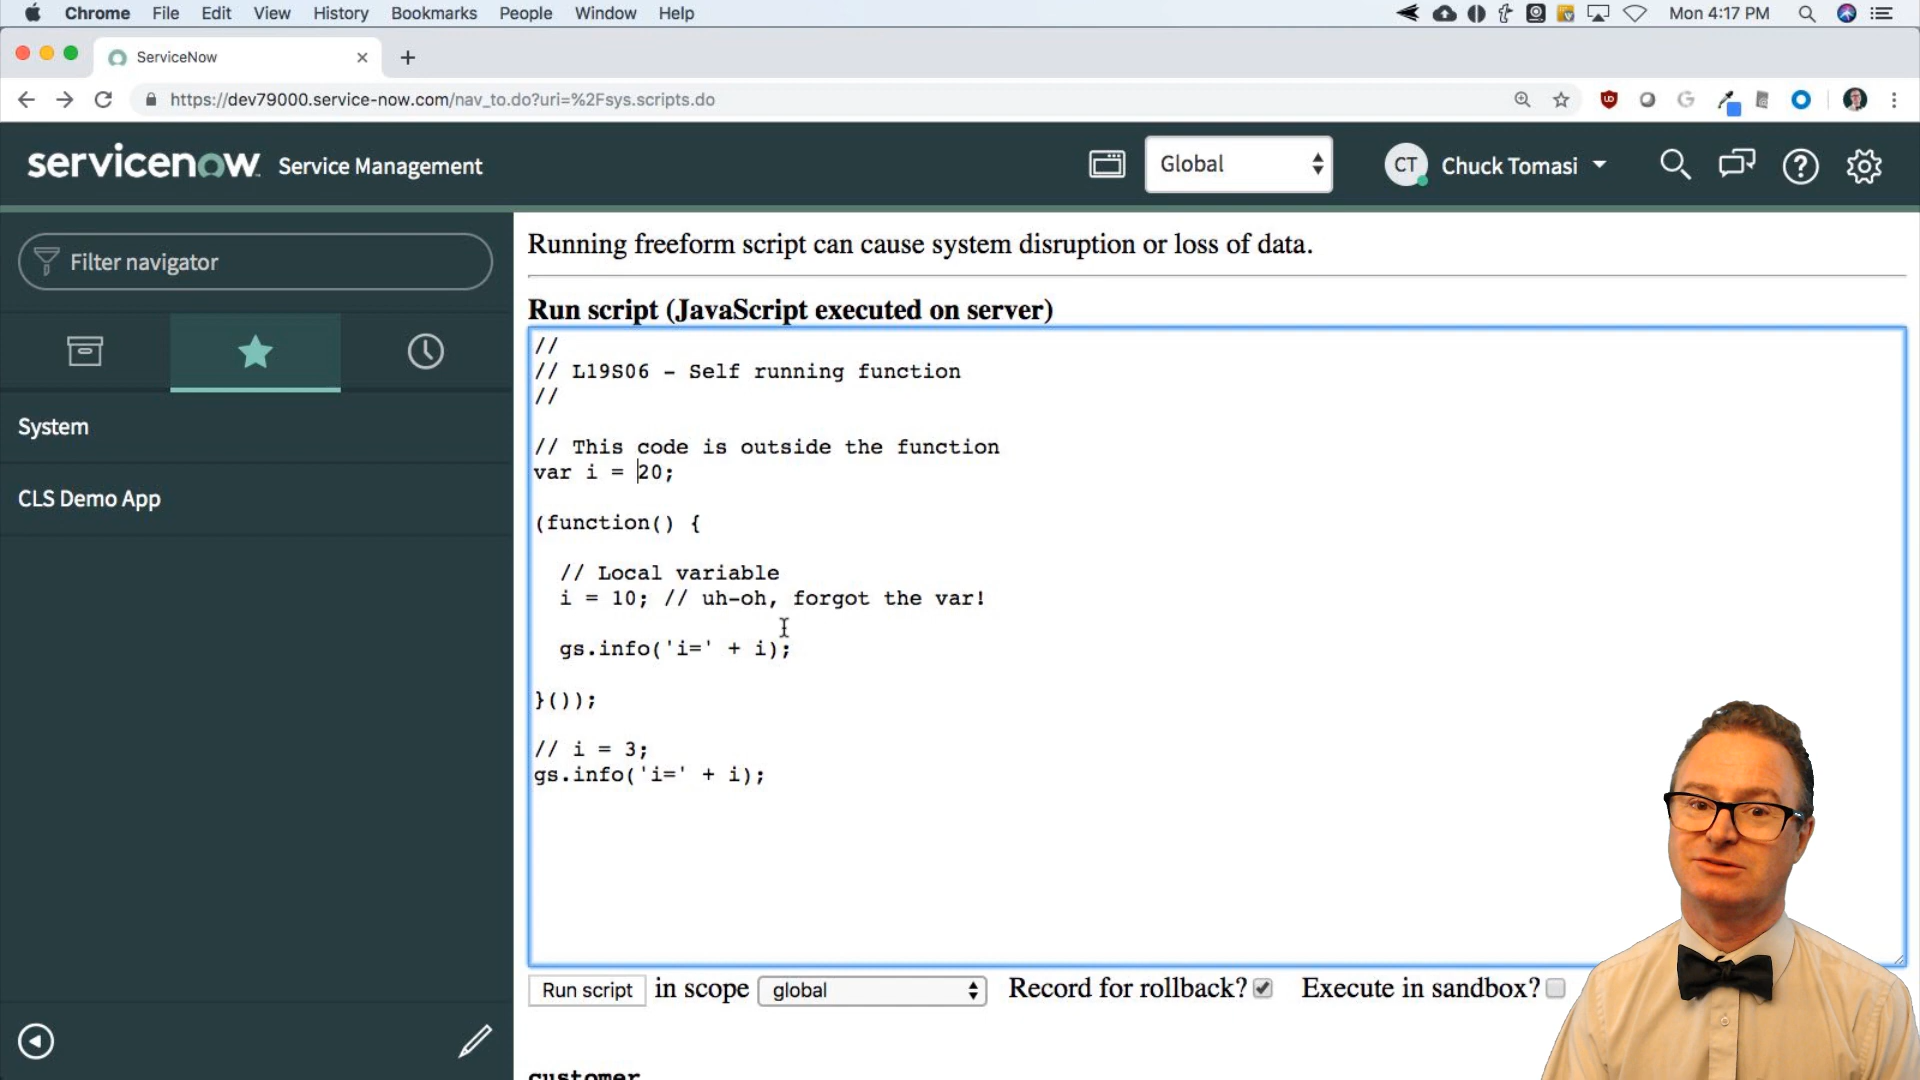 Chrome File Edit View History Bookmarks People Window Help Mon 4:17 PM
ServiceNow
https://dev79000.service-now.com/nav_to.do?uri=%2Fsys.scripts.do
servicenow Service Management Global CT Chuck Tomasi
Filter navigator
System
CLS Demo App
Running freeform script can cause system disruption or loss of data.
Run script (JavaScript executed on server)
//
// L19S06 - Self running function
//
// This code is outside the function
var i = 20;
(function() {
// Local variable
i = 10; // uh-oh, forgot the var!
gs.info('i=' + i);
}());
// i = 3;
gs.info('i=' + i);
Run script in scope global Record for rollback? Execute in sandbox?
customer